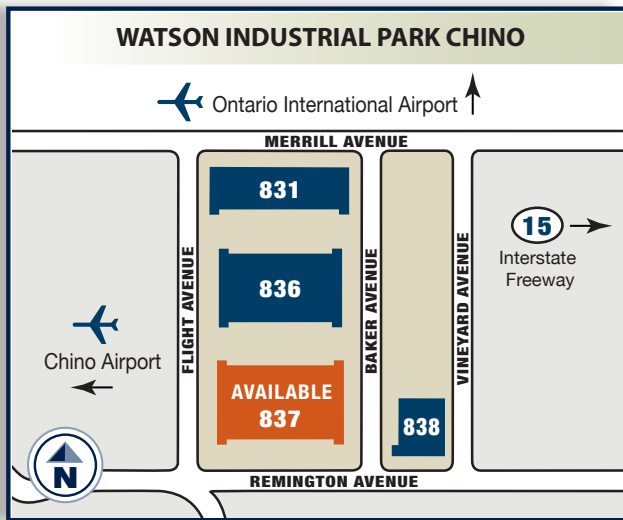 WATSON INDUSTRIAL PARK CHINO
Ontario International Airport
MERRILL AVENUE
831
15
Interstate
Freeway
836
FLIGHT AVENUE
BAKER AVENUE
VINEYARD AVENUE
Chino Airport
AVAILABLE
837
838
N
REMINGTON AVENUE